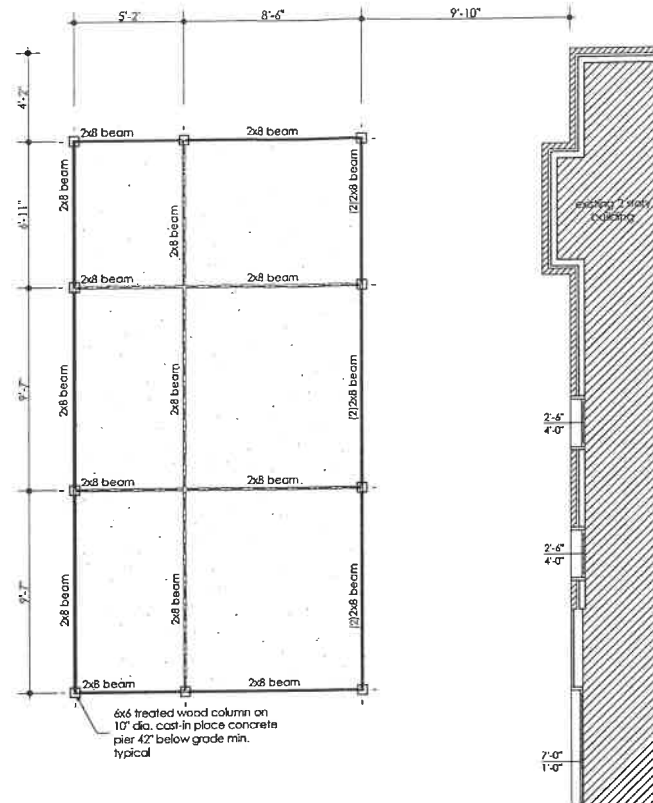 5'-2"
8'-6"
9'-10"
4'-2"
2x8 beam
2x8 beam
2x8 beam
2x8 beam
(2)2x8 beam
6'-11"
existing 2 story
building
2x8 beam
2x8 beam
2x8 beam
2x8 beam
(2)2x8 beam
9'-7"
2'-6"
4'-0"
2x8 beam
2x8 beam
2'-6"
4'-0"
2x8 beam
2x8 beam
(2)2x8 beam
9'-7"
2x8 beam
2x8 beam
6x6 treated wood column on
10" dia. cast-in place concrete
pier 42" below grade min.
typical
7'-0"
1'-0"